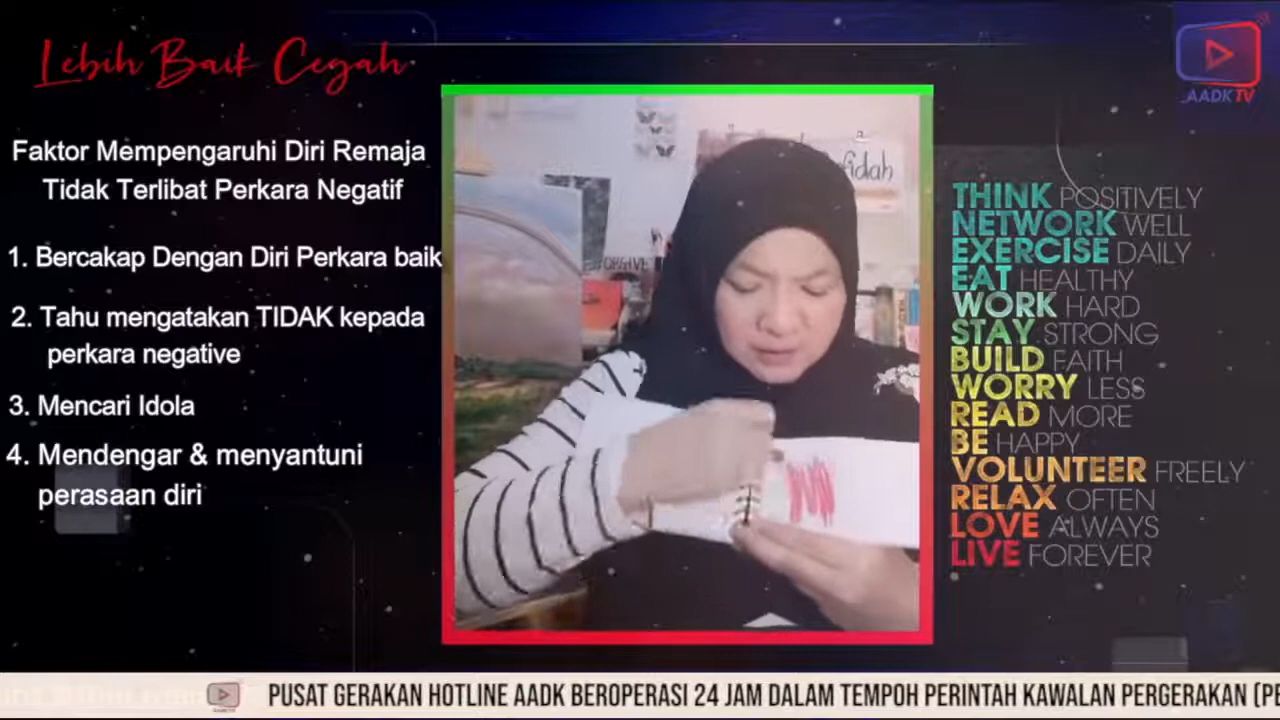 Lebih Baik Cegah
AADKTV
Faktor Mempengaruhi Diri Remaja
Tidak Terlibat Perkara Negatif
1. Bercakap Dengan Diri Perkara baik
2. Tahu mengatakan TIDAK kepada
perkara negative
3. Mencari Idola
4. Mendengar & menyantuni
perasaan diri
FORGIVE
THINK POSITIVELY
NETWORK WELL
EXERCISE DAILY
EAT HEALTHY
WORK HARD
STAY STRONG
BUILD FAITH
WORRY LESS
READ MORE
BE HAPPY
VOLUNTEER FREELY
RELAX OFTEN
LOVE ALWAYS
LIVE FOREVER
PUSAT GERAKAN HOTLINE AADK BEROPERASI 24 JAM DALAM TEMPOH PERINTAH KAWALAN PERGERAKAN (PE